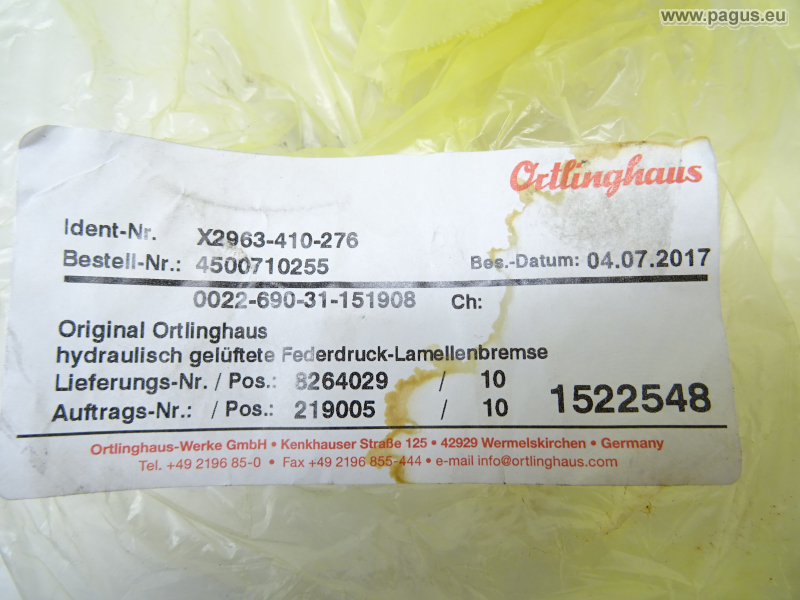 www.pagus.eu
Ortlinghaus
Ident-Nr. X2963-410-276
Bestell-Nr.: 4500710255 Bes.-Datum: 04.07.2017
0022-690-31-151908 Ch:
Original Ortlinghaus
hydraulisch gelüftete Federdruck-Lamellenbremse
Lieferungs-Nr. / Pos.: 8264029 / 10
Auftrags-Nr.: / Pos.: 219005 / 10 1522548
Ortlinghaus-Werke GmbH • Kenkhauser Straße 125 • 42929 Wermelskirchen • Germany
Tel. +49 2196 85-0 • Fax +49 2196 855-444 • e-mail info@ortlinghaus.com